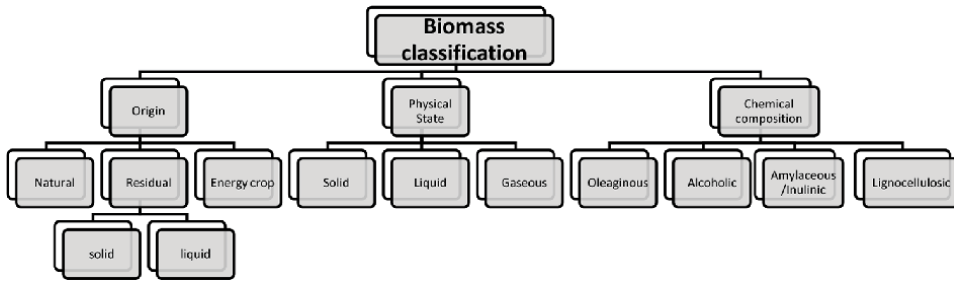 Biomass
classification
Origin
Physical
State
Chemical
composition
Natural
Residual
Energy crop
Solid
Liquid
Gaseous
Oleaginous
Alcoholic
Amylaceous
/Inulinic
Lignocellulosic
solid
liquid